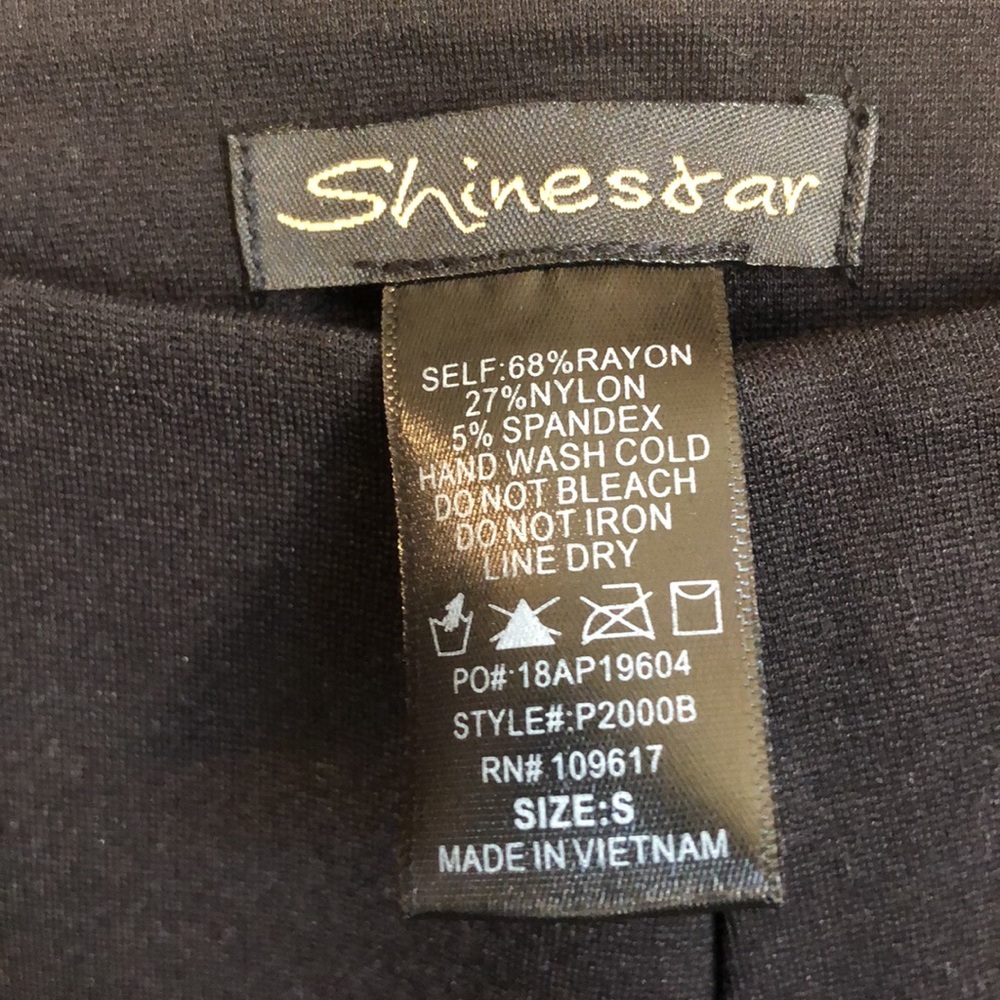 Shinestar
SELF:68%RAYON
27%NYLON
5% SPANDEX
HAND WASH COLD
DO NOT BLEACH
DO NOT IRON
LINE DRY
PO#:18AP19604
STYLE#:P2000B
RN# 109617
SIZE:S
MADE IN VIETNAM